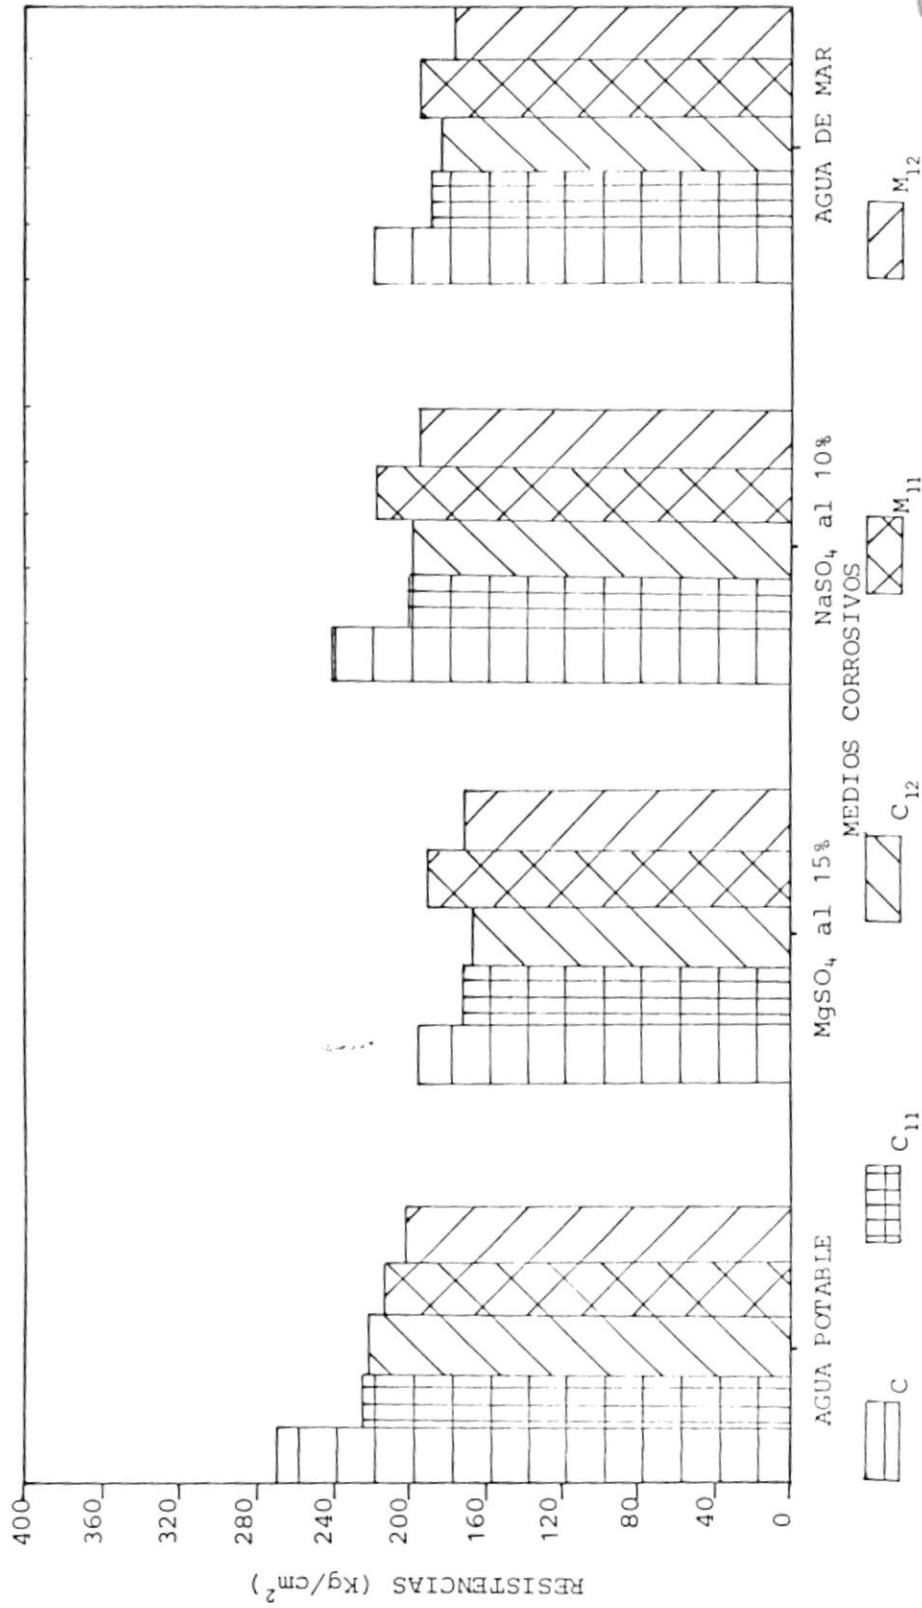 RESISTENCIAS (Kg/cm²)
400
360
320
280
240
200
160
120
80
40
0
AGUA POTABLE
MgSO₄ al 15%
NaSO₄ al 10%
AGUA DE MAR
MEDIOS CORROSIVOS
C
C₁₁
C₁₂
M₁₁
M₁₂